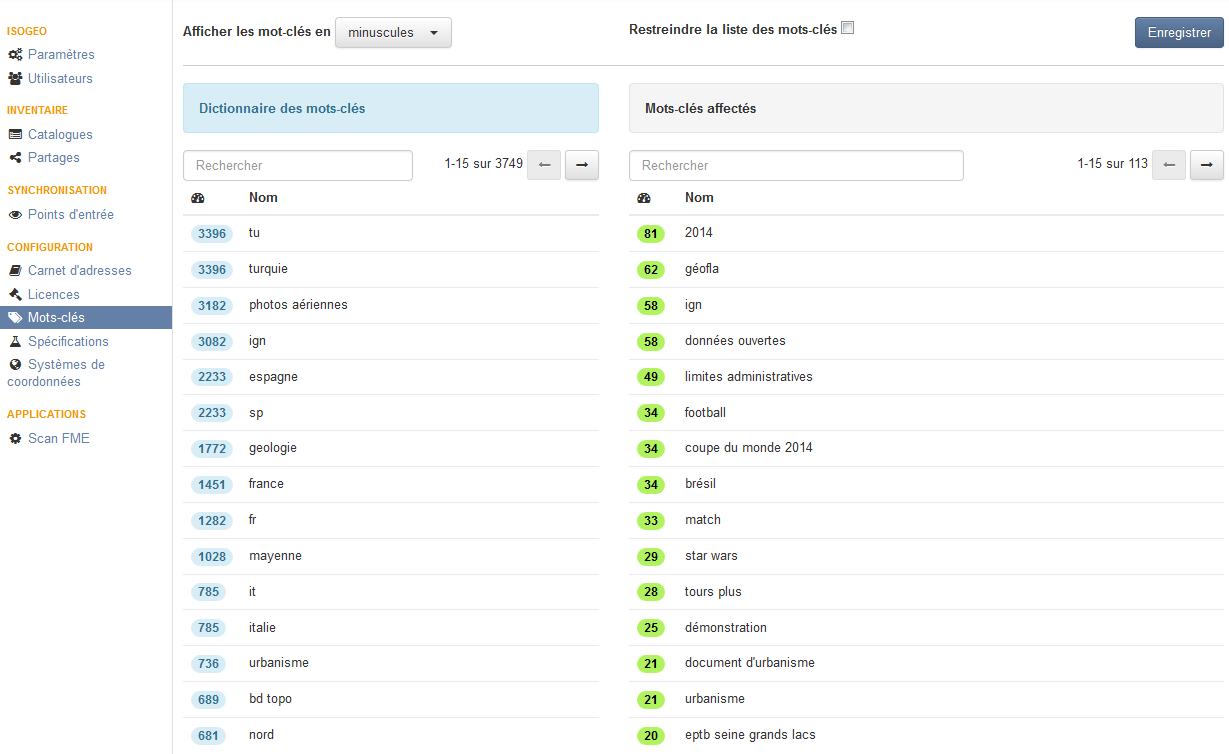 ISOGEO
Paramètres
Utilisateurs
INVENTAIRE
Catalogues
Partages
SYNCHRONISATION
Points d'entrée
CONFIGURATION
Carnet d'adresses
Licences
Mots-clés
Spécifications
Systèmes de
coordonnées
APPLICATIONS
Scan FME
Afficher les mot-clés en minuscules
Restreindre la liste des mots-clés
Enregistrer
Dictionnaire des mots-clés
Rechercher 1-15 sur 3749 ← →
Nom
3396 tu
3396 turquie
3182 photos aériennes
3082 ign
2233 espagne
2233 sp
1772 geologie
1451 france
1282 fr
1028 mayenne
785 it
785 italie
736 urbanisme
689 bd topo
681 nord
Mots-clés affectés
Rechercher 1-15 sur 113 ← →
Nom
81 2014
62 géofla
58 ign
58 données ouvertes
49 limites administratives
34 football
34 coupe du monde 2014
34 brésil
33 match
29 star wars
28 tours plus
25 démonstration
21 document d'urbanisme
21 urbanisme
20 eptb seine grands lacs